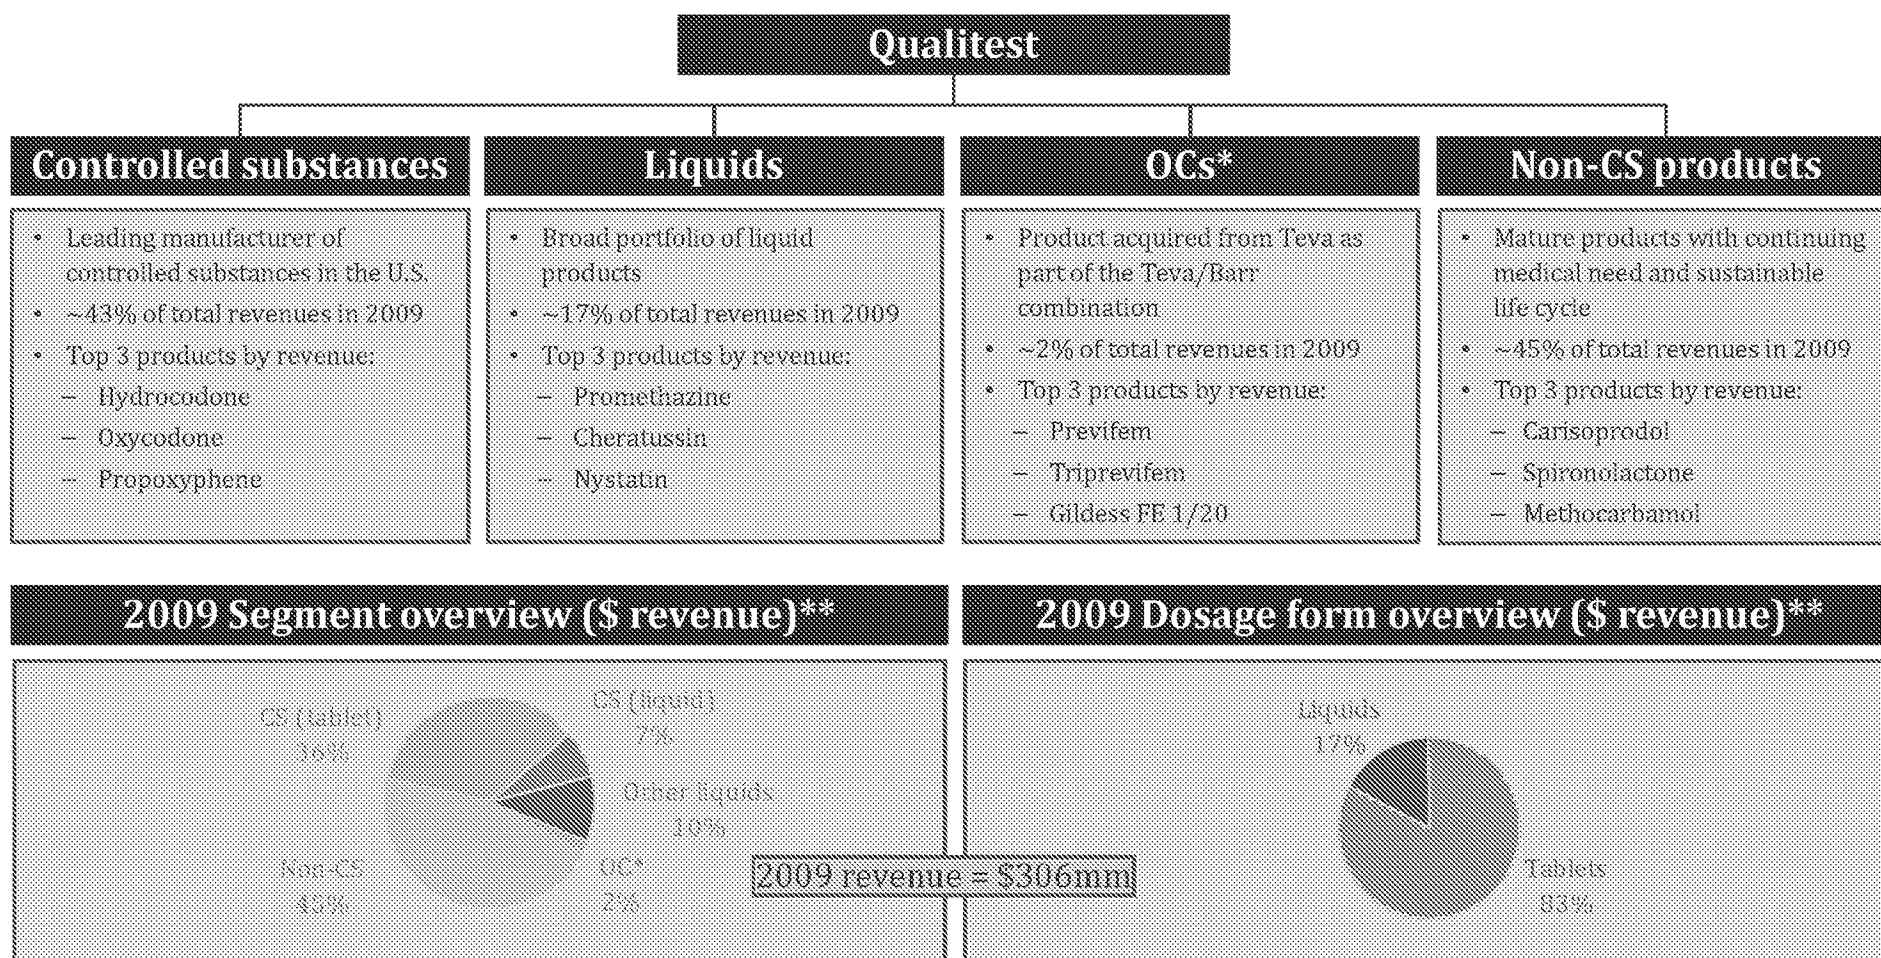 Qualitest
Controlled substances
• Leading manufacturer of
controlled substances in the U.S.
• ~43% of total revenues in 2009
• Top 3 products by revenue:
– Hydrocodone
– Oxycodone
– Propoxyphene
Liquids
• Broad portfolio of liquid
products
• ~17% of total revenues in 2009
• Top 3 products by revenue:
– Promethazine
– Cheratussin
– Nystatin
OCs*
• Product acquired from Teva as
part of the Teva/Barr
combination
• ~2% of total revenues in 2009
• Top 3 products by revenue:
– Previfem
– Triprevifem
– Gildess FE 1/20
Non-CS products
• Mature products with continuing
medical need and sustainable
life cycle
• ~45% of total revenues in 2009
• Top 3 products by revenue:
– Carisoprodol
– Spironolactone
– Methocarbamol
2009 Segment overview ($ revenue)**
CS (tablet)
36%
CS (liquid)
7%
Other liquids
10%
Non-CS
45%
OC*
2%
2009 revenue = $306mm
2009 Dosage form overview ($ revenue)**
Liquids
17%
Tablets
83%